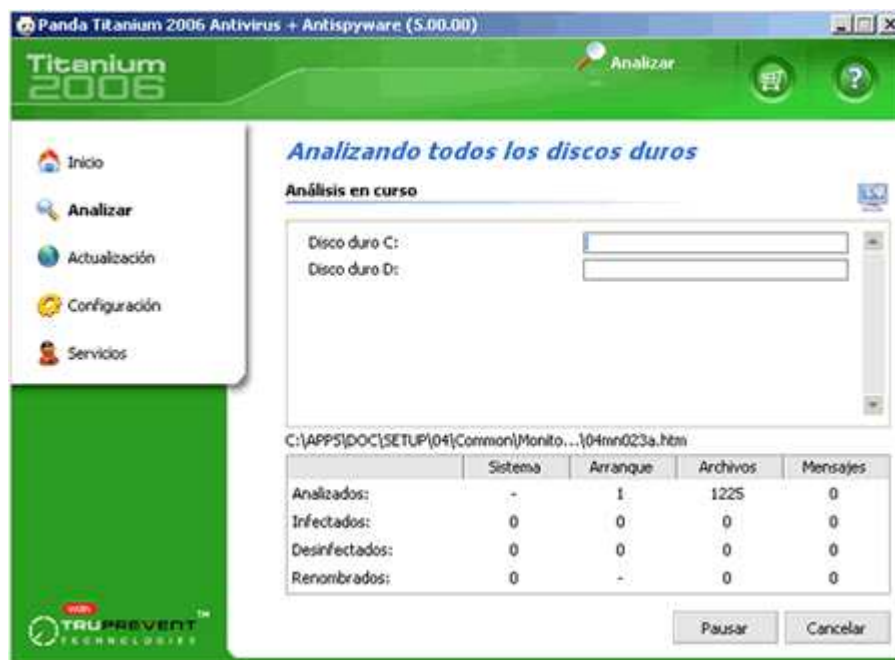 Panda Titanium 2006 Antivirus + Antispyware (5.00.00)
Titanium
2006
Analizar
?
Inicio
Analizar
Actualización
Configuración
Servicios
Analizando todos los discos duros
Análisis en curso
Disco duro C:
Disco duro D:
C:\APPS\DOC\SETUP\04\Common\Monito...\04mn023a.htm
Sistema Arranque Archivos Mensajes
Analizados: - 1 1225 0
Infectados: 0 0 0 0
Desinfectados: 0 0 0 0
Renombrados: 0 - 0 0
With
TRUPREVENT™
TECHNOLOGIES
Pausar Cancelar